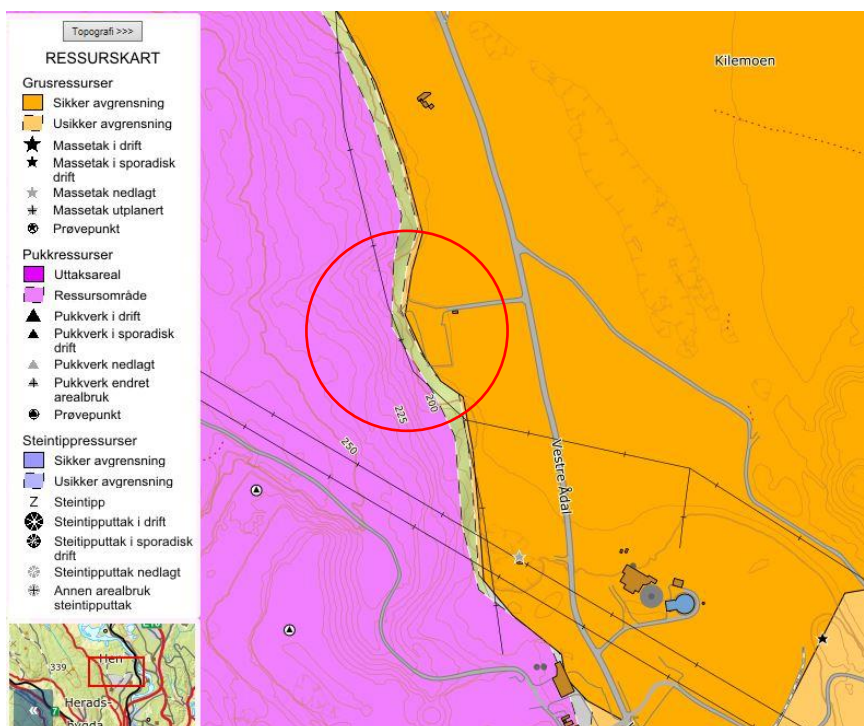 Topografi >>>
RESSURSKART
Grusressurser
Sikker avgrensning
Usikker avgrensning
Massetak i drift
Massetak i sporadisk
drift
Massetak nedlagt
Massetak utplanert
Prøvepunkt
Pukkressurser
Uttaksareal
Ressursområde
Pukkverk i drift
Pukkverk i sporadisk
drift
Pukkverk nedlagt
Pukkverk endret
arealbruk
Prøvepunkt
Steintippressurser
Sikker avgrensning
Usikker avgrensning
Z Steintipp
Steintipputtak i drift
Steitipputtak i sporadisk
drift
Steintipputtak nedlagt
Annen arealbruk
steintipputtak
Kilemoen
200
225
250
Vestre Ådal
Hen
339
Herads-
bygda
7
«